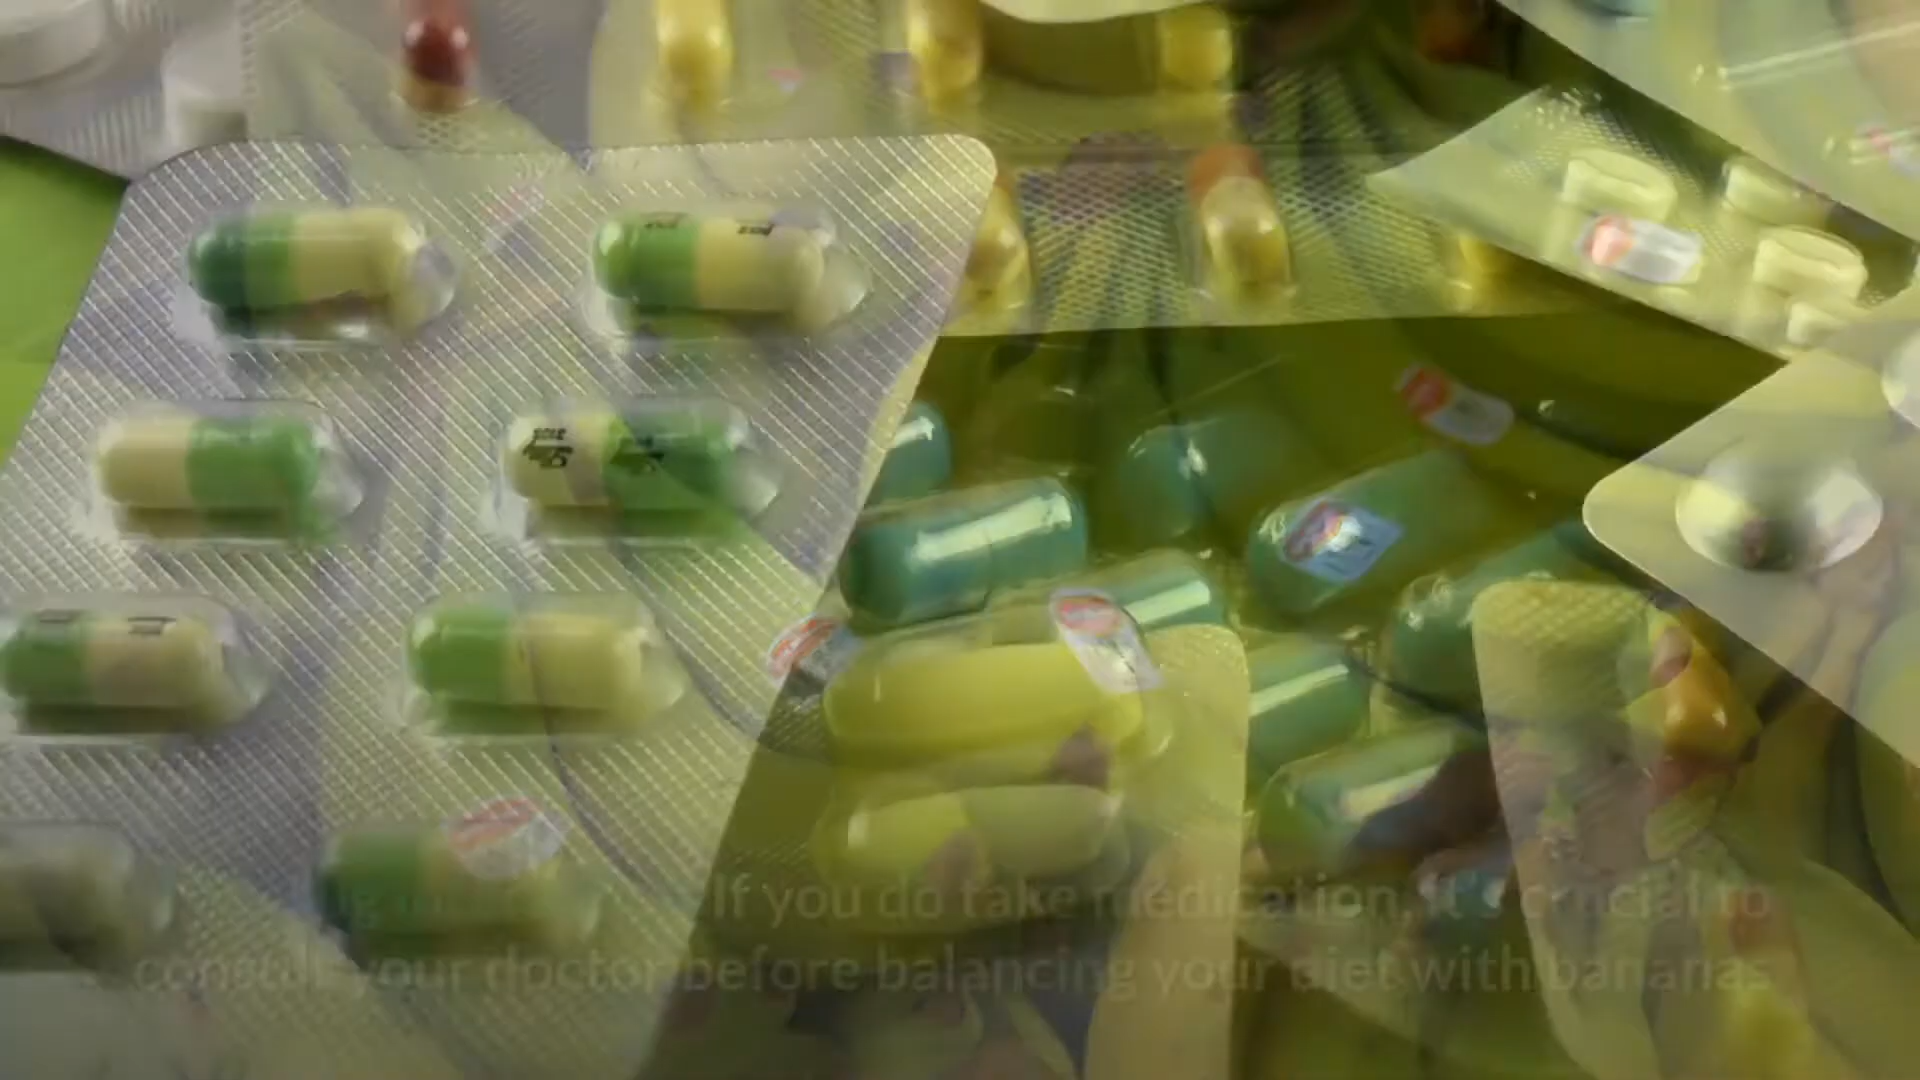 If you do take medication, it's crucial to
consult your doctor before balancing your diet with bananas